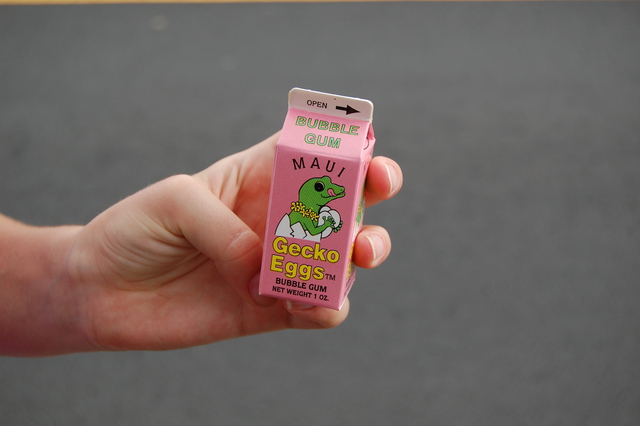 OPEN
BUBBLE
GUM
MAUI
Gecko
Eggs™
BUBBLE GUM
NET WEIGHT 1 OZ.